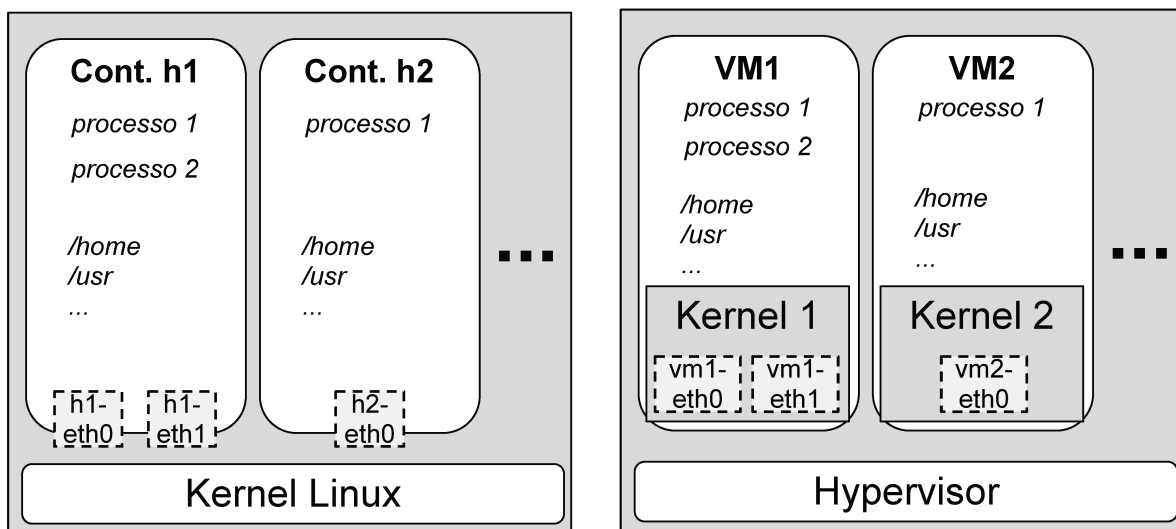 Cont. h1
processo 1
processo 2
/home
/usr
...
h1-
eth0
h1-
eth1
Cont. h2
processo 1
/home
/usr
...
h2-
eth0
...
Kernel Linux
VM1
processo 1
processo 2
/home
/usr
...
Kernel 1
vm1-
eth0
vm1-
eth1
VM2
processo 1
/home
/usr
...
Kernel 2
vm2-
eth0
...
Hypervisor